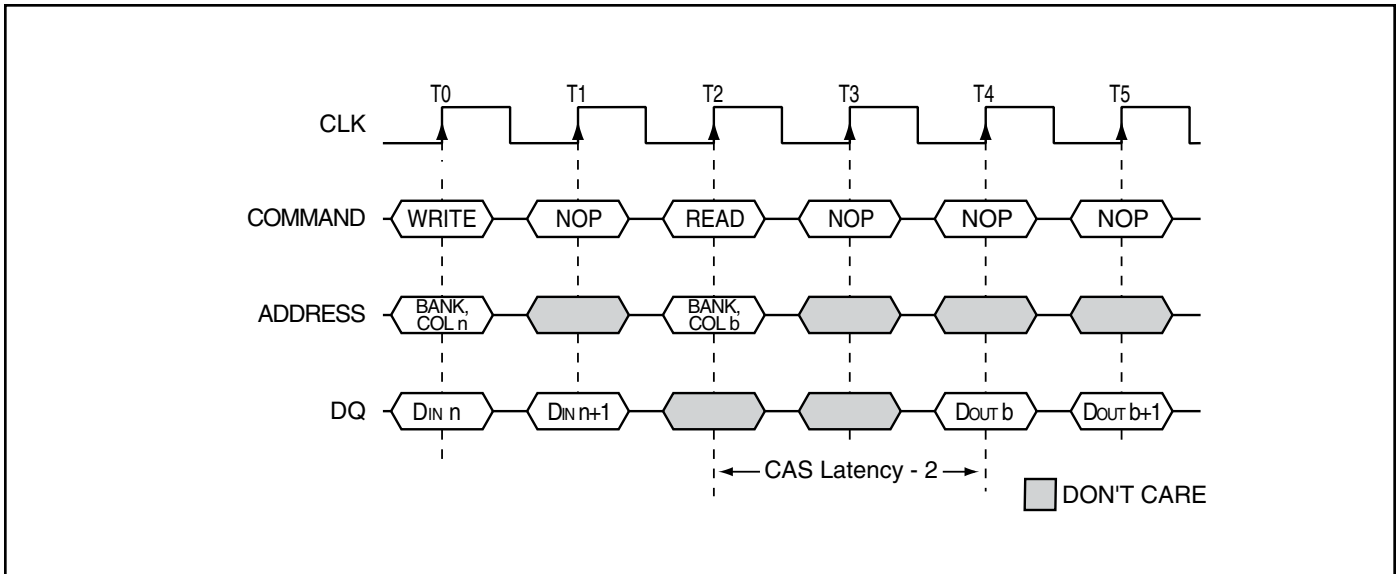 T0 T1 T2 T3 T4 T5
CLK
COMMAND WRITE NOP READ NOP NOP NOP
ADDRESS BANK, BANK,
COL n COL b
DQ DIN n DIN n+1 DOUT b DOUT b+1
CAS Latency - 2
DON'T CARE